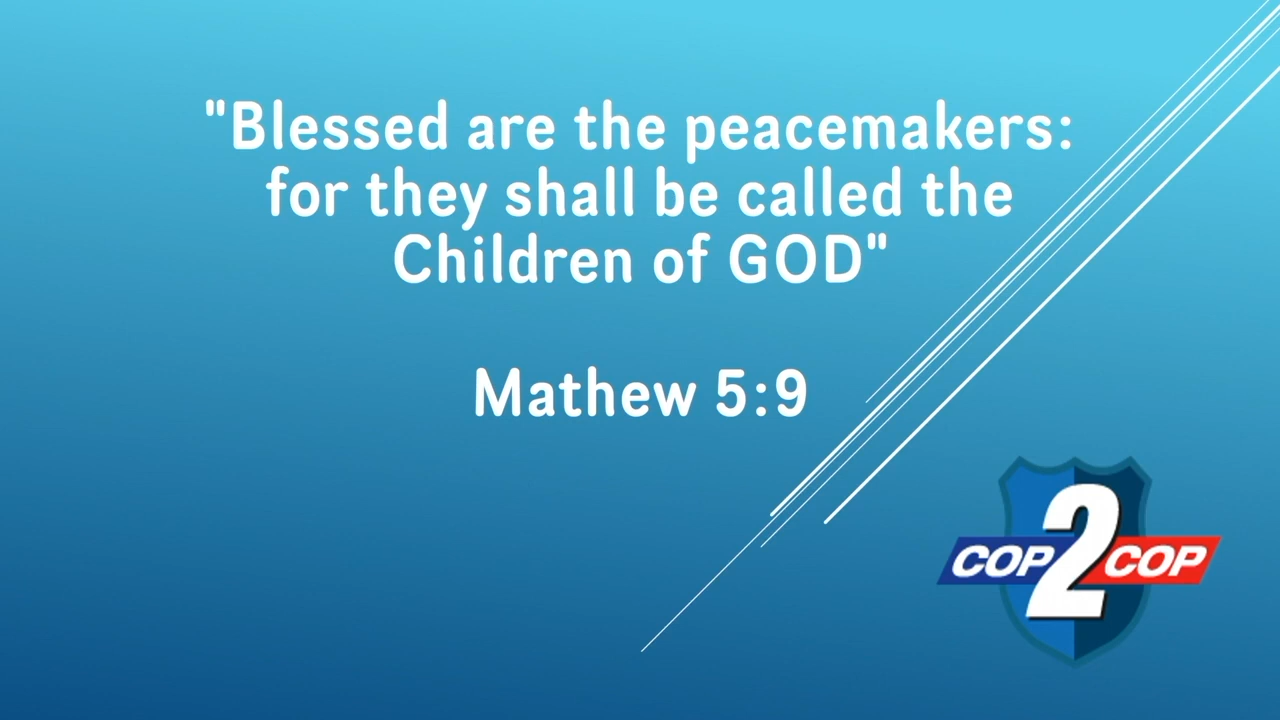 "Blessed are the peacemakers:
for they shall be called the
Children of GOD"
Mathew 5:9
COP 2 COP